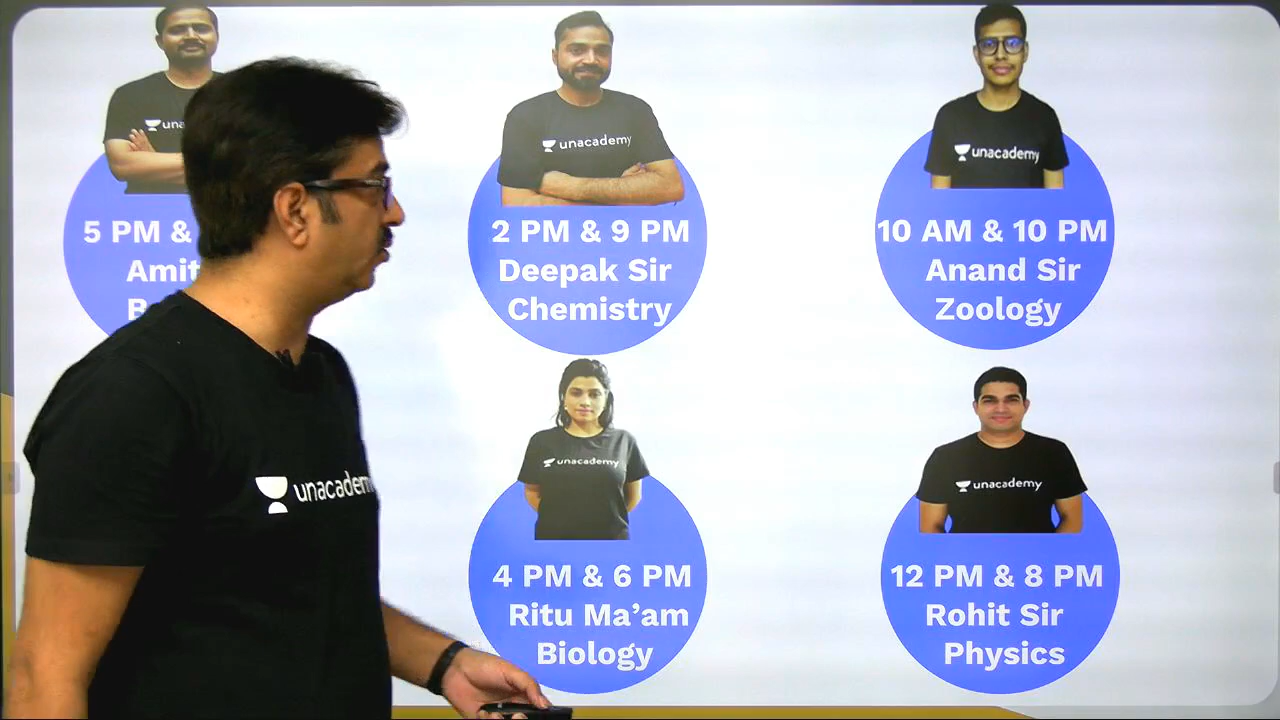 unacademy
unacademy
5 PM &
Amit
2 PM & 9 PM
Deepak Sir
Chemistry
10 AM & 10 PM
Anand Sir
Zoology
unacademy
unacademy
unacadem
4 PM & 6 PM
Ritu Ma’am
Biology
12 PM & 8 PM
Rohit Sir
Physics